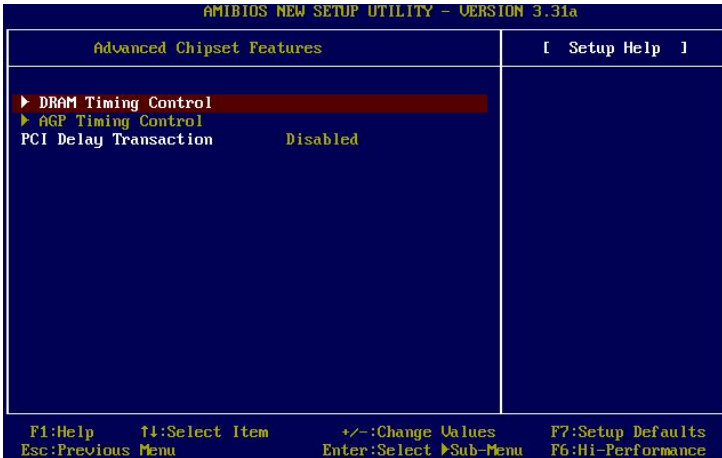 AMIBIOS NEW SETUP UTILITY - VERSION 3.31a
Advanced Chipset Features
[ Setup Help ]
▶ DRAM Timing Control
▶ AGP Timing Control
PCI Delay Transaction Disabled
F1:Help ↑↓:Select Item +/-:Change Values F7:Setup Defaults
Esc:Previous Menu Enter:Select ▶Sub-Menu F6:Hi-Performance